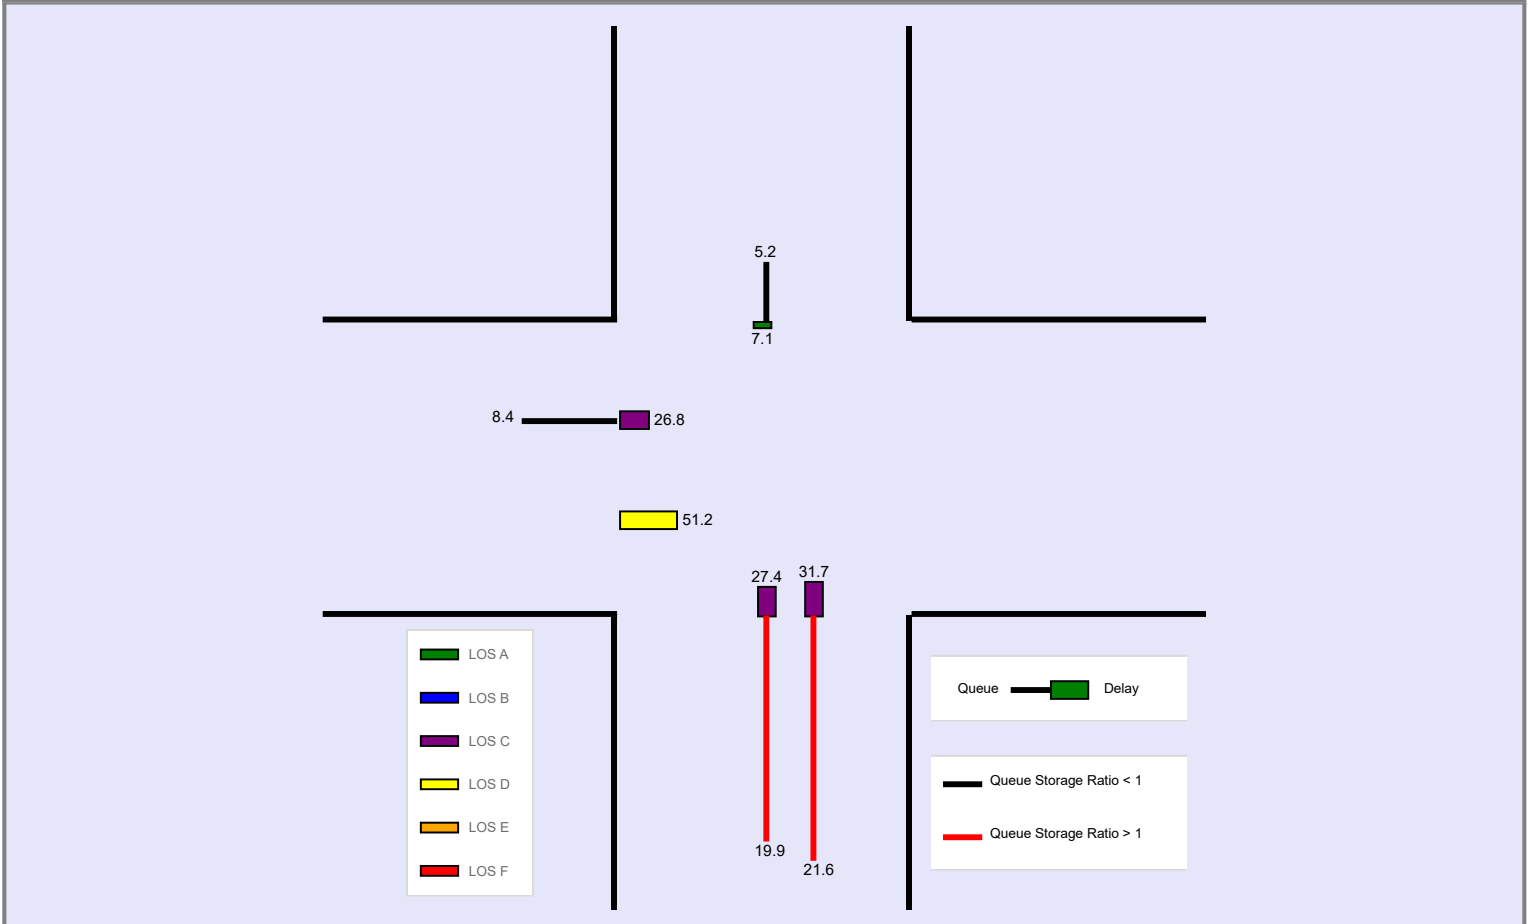 5.2
7.1
8.4
26.8
51.2
27.4
31.7
19.9
21.6
LOS A
LOS B
LOS C
LOS D
LOS E
LOS F
Queue Delay
Queue Storage Ratio < 1
Queue Storage Ratio > 1